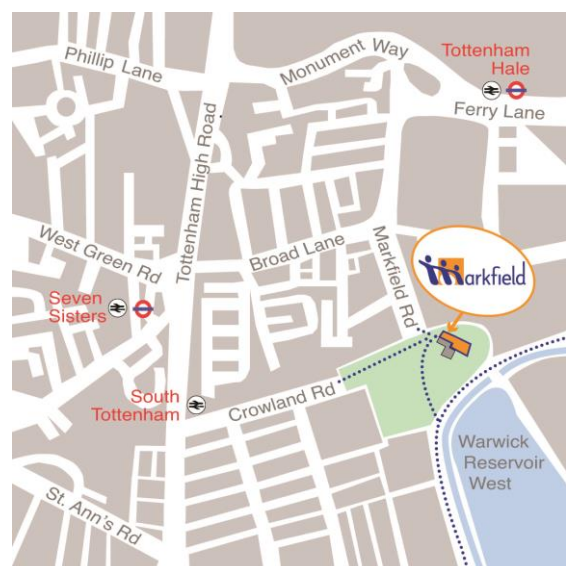 Phillip Lane
Monument Way
Tottenham
Hale
Ferry Lane
Tottenham High Road
West Green Rd
Broad Lane
Markfield Rd
markfield
Seven
Sisters
South
Tottenham
Crowland Rd
Warwick
Reservoir
West
St. Ann's Rd